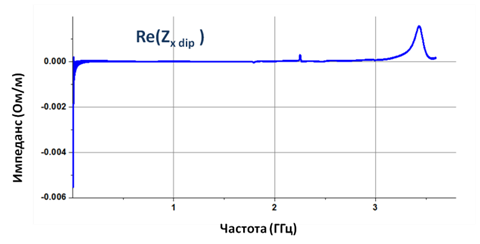 Re(Zx dip )
Импеданс (Ом/м)
0.000
-0.002
-0.004
-0.006
1
2
3
Частота (ГГц)